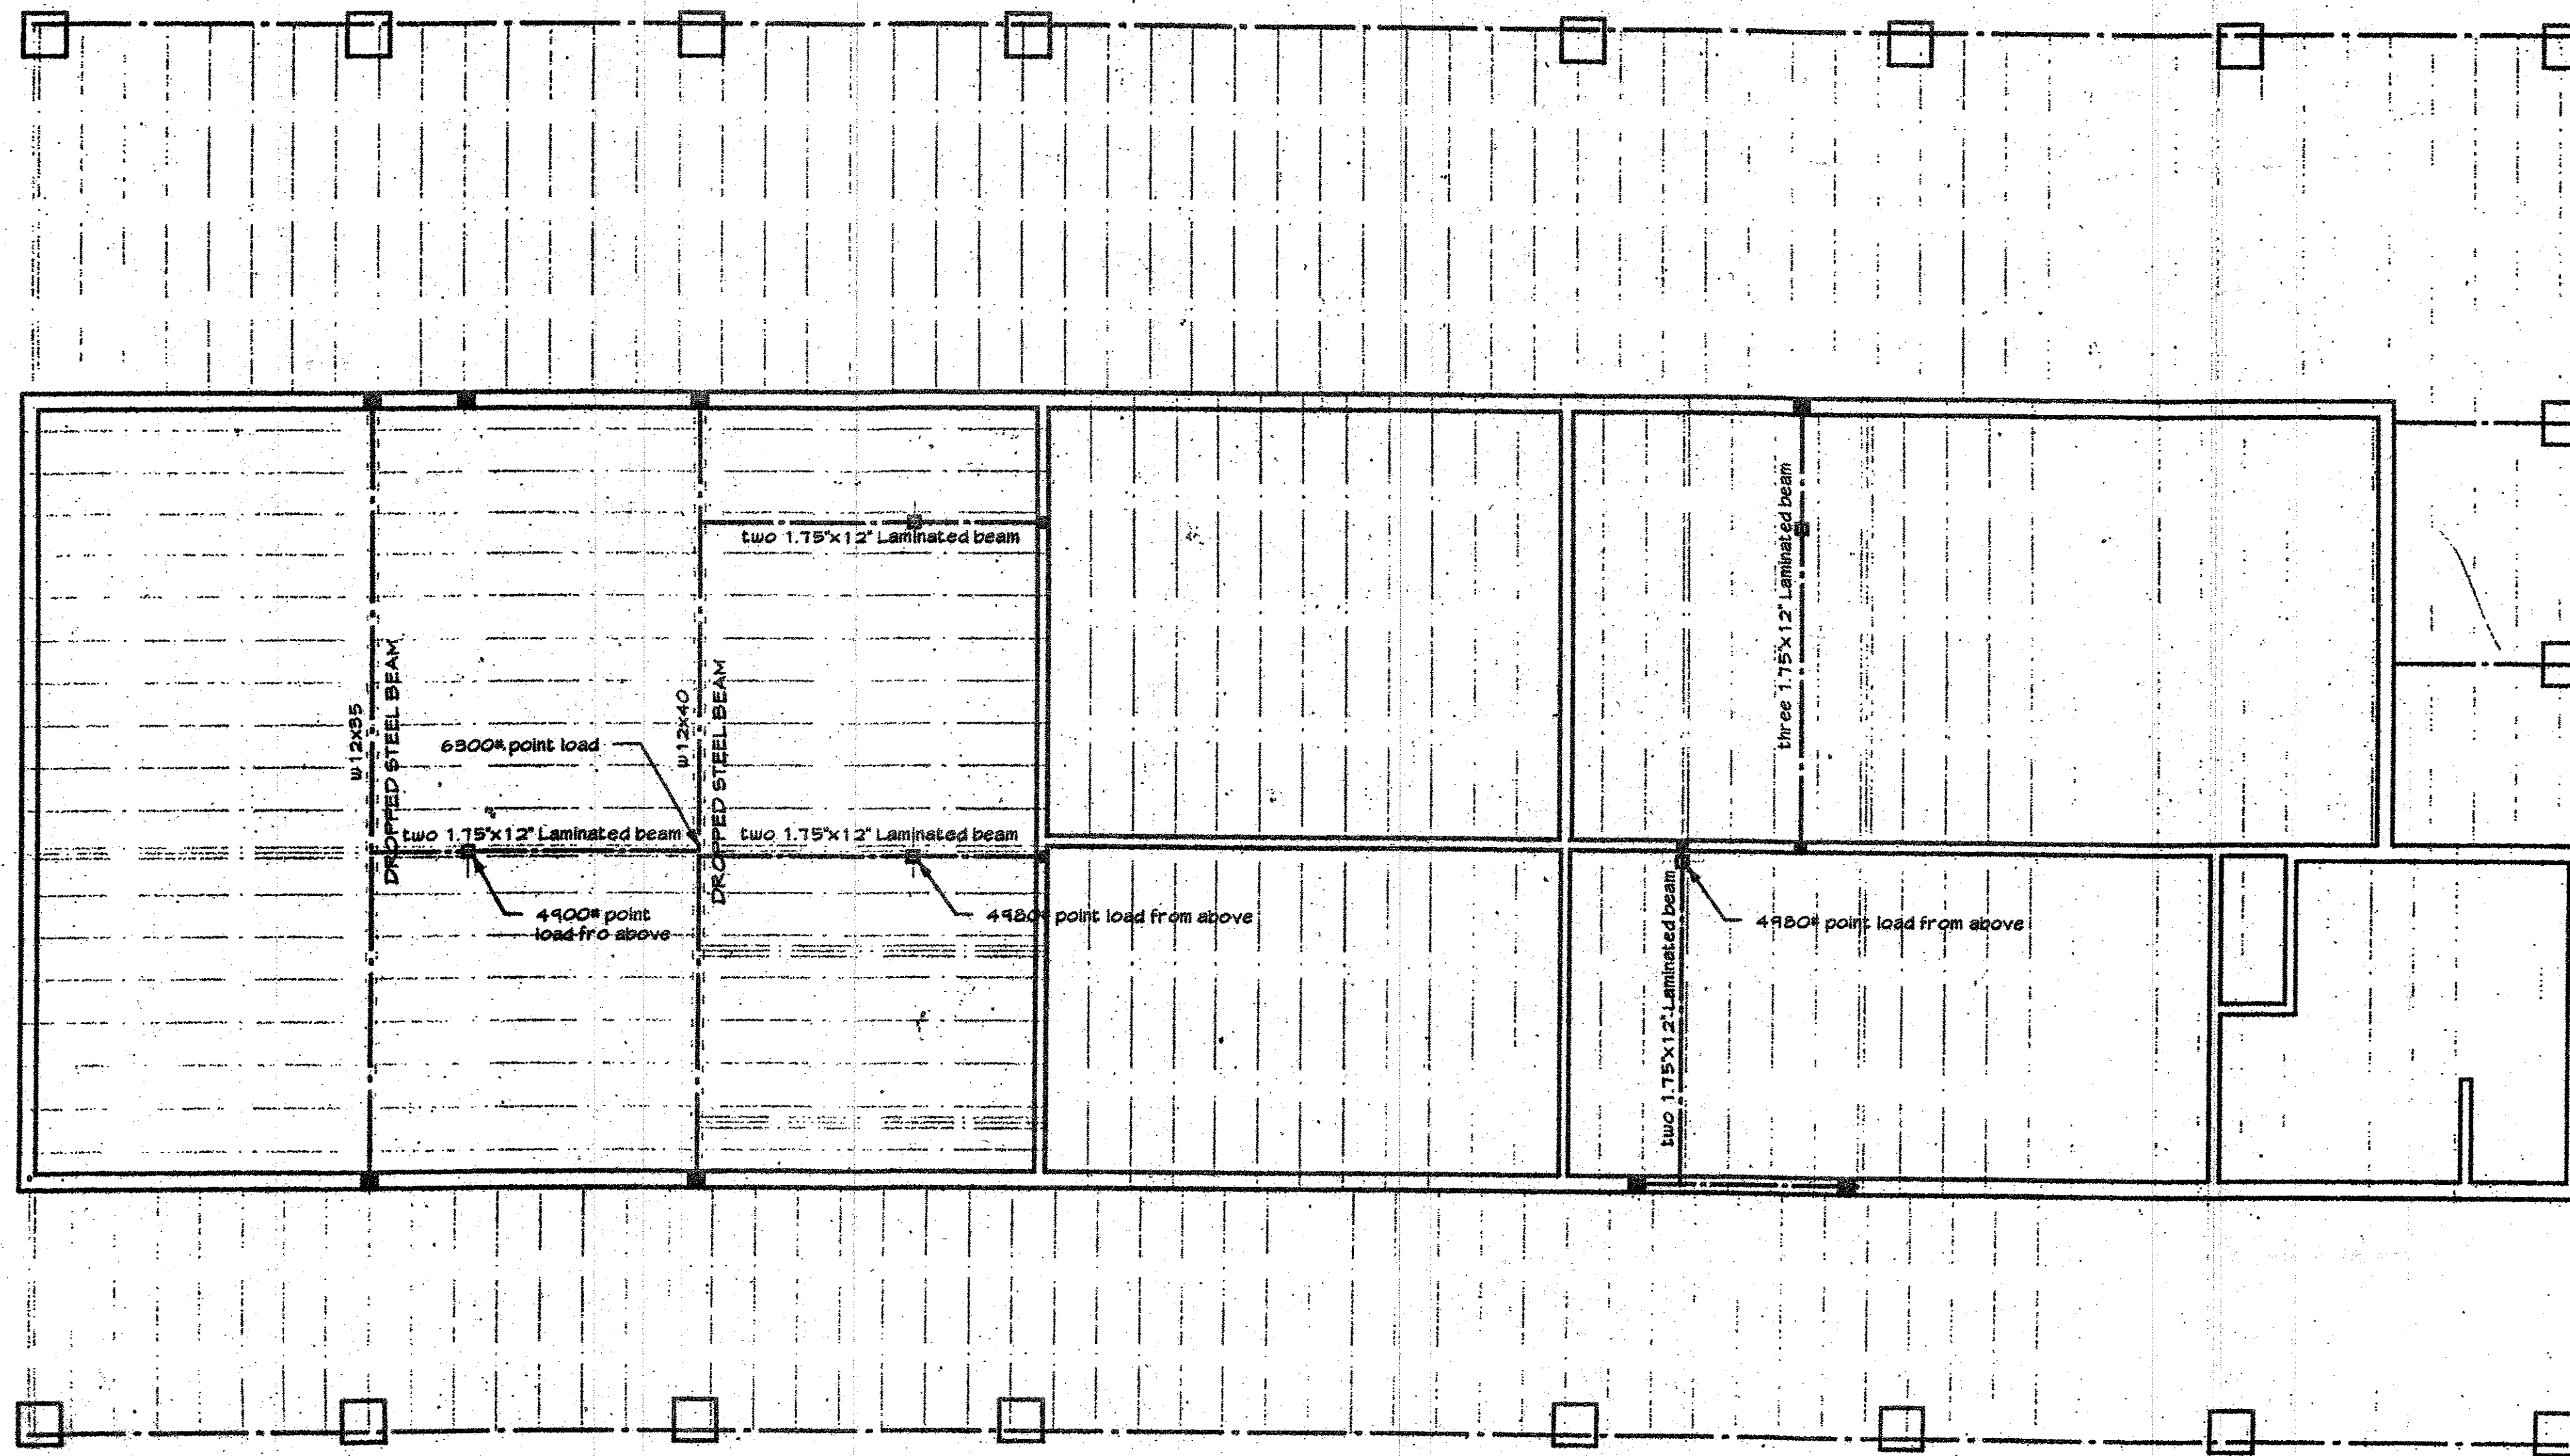 two 1.75"x12" Laminated beam
three 1.75"x12" Laminated beam
w12x35
DROPPED STEEL BEAM
6300# point load
w12x40
DROPPED STEEL BEAM
two 1.75"x12" Laminated beam
two 1.75"x12" Laminated beam
4900# point
load fro above
4980# point load from above
two 1.75"x12" Laminated beam
4980# point load from above